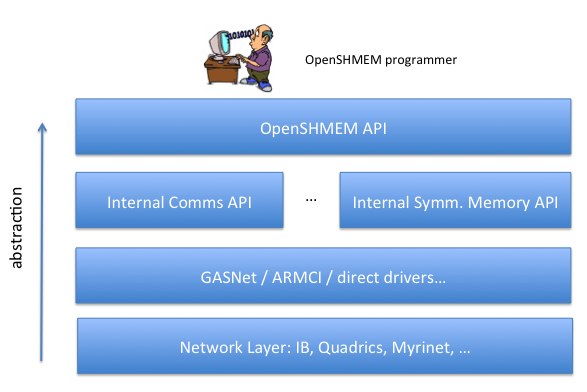 101010
OpenSHMEM programmer
OpenSHMEM API
Internal Comms API
...
Internal Symm. Memory API
GASNet / ARMCI / direct drivers...
Network Layer: IB, Quadrics, Myrinet, ...
abstraction